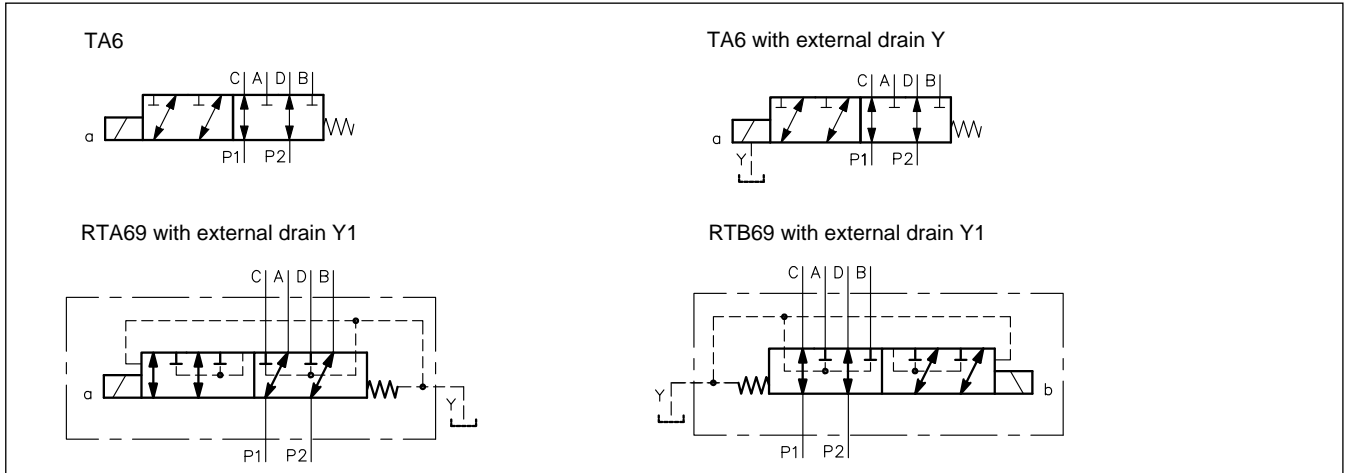 TA6
C A D B
a
P1 P2
TA6 with external drain Y
C A D B
a
Y
P1 P2
RTA69 with external drain Y1
C A D B
a
Y
P1 P2
RTB69 with external drain Y1
C A D B
Y
b
P1 P2